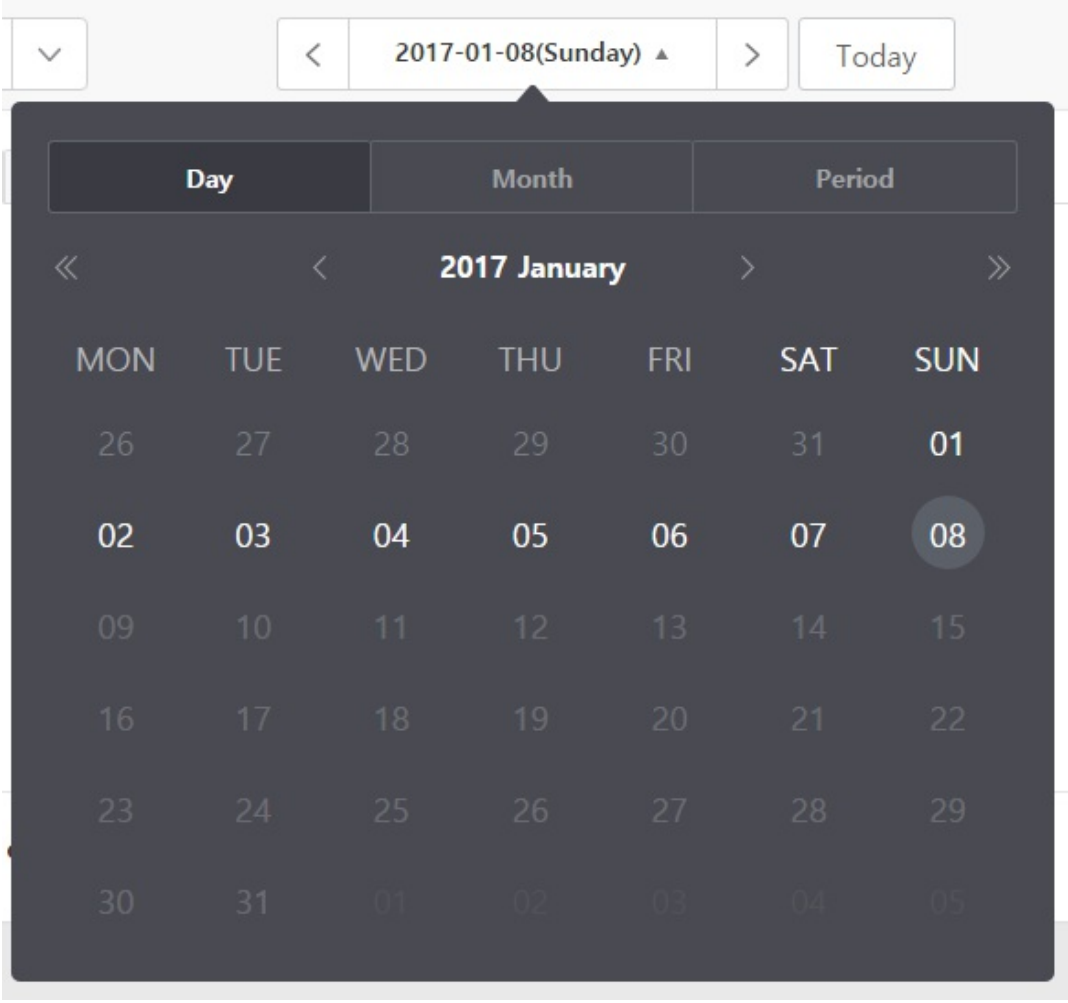 2017-01-08(Sunday) ▲ Today
Day Month Period
2017 January
MON TUE WED THU FRI SAT SUN
26 27 28 29 30 31 01
02 03 04 05 06 07 08
09 10 11 12 13 14 15
16 17 18 19 20 21 22
23 24 25 26 27 28 29
30 31 01 02 03 04 05